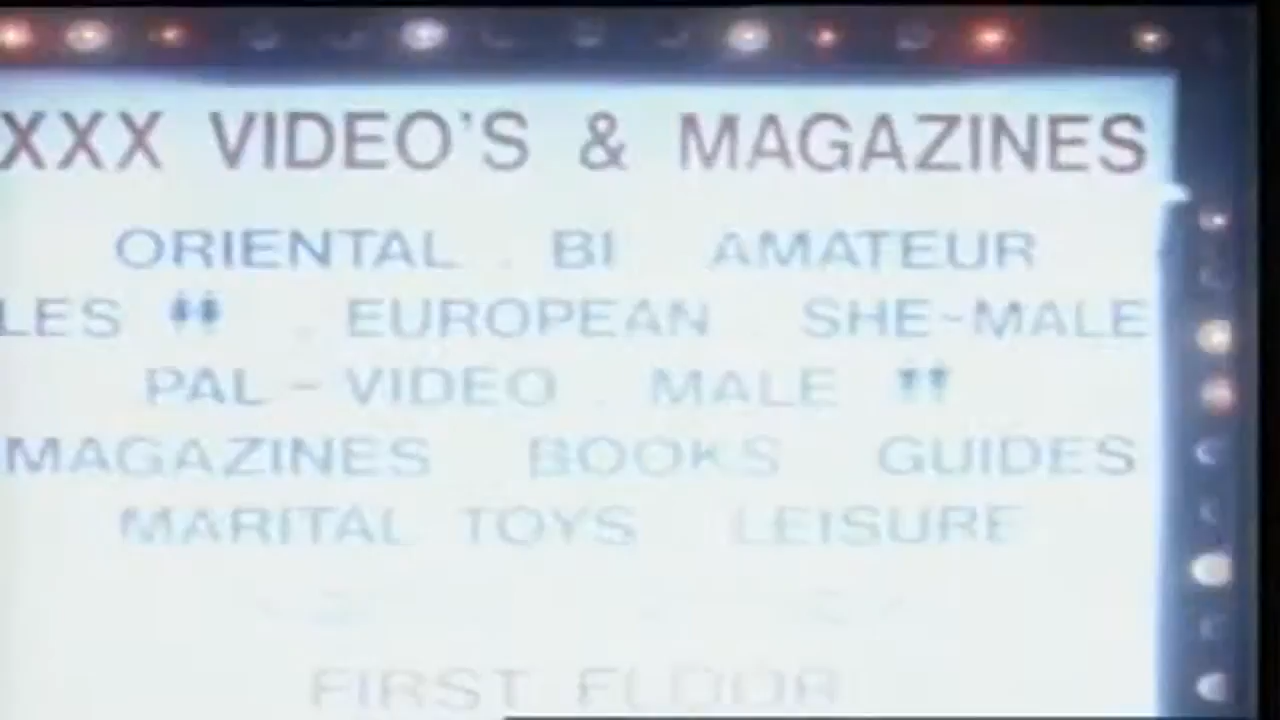 XXX VIDEO'S & MAGAZINES
ORIENTAL . BI AMATEUR
LES . EUROPEAN SHE-MALE
PAL - VIDEO . MALE
MAGAZINES BOOKS GUIDES
MARITAL TOYS LEISURE
FIRST FLOOR